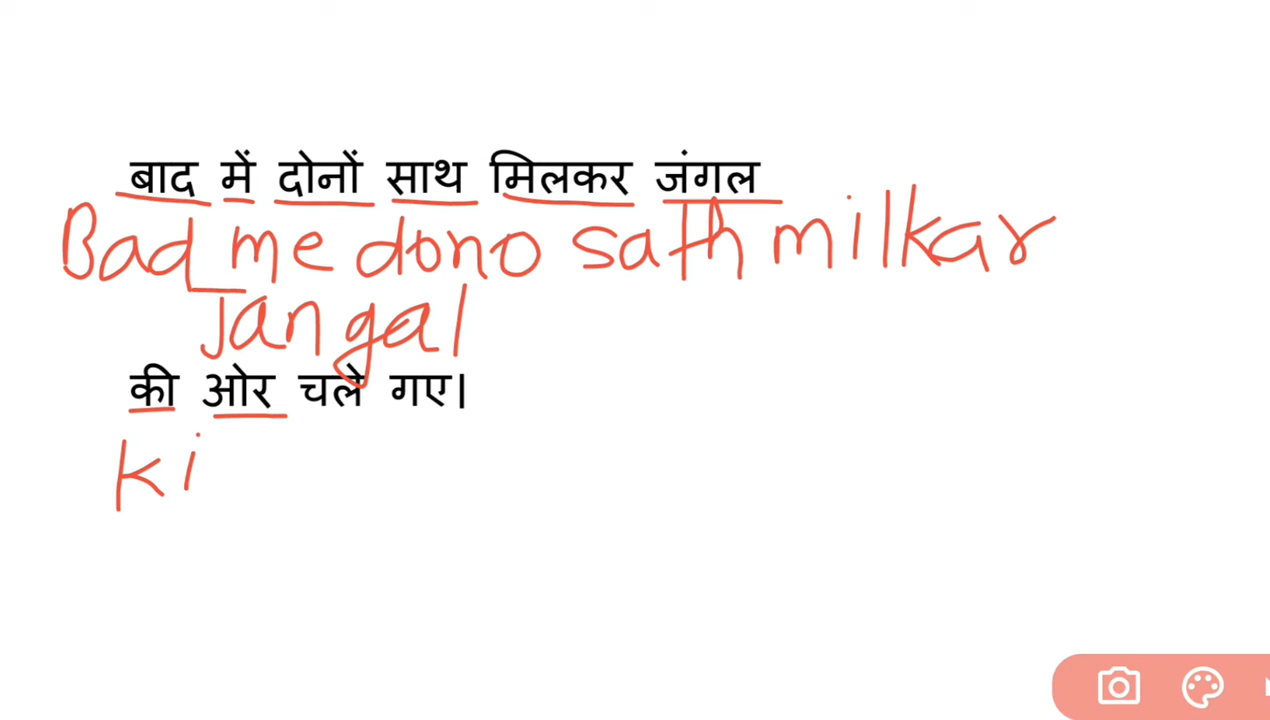 बाद में दोनों साथ मिलकर जंगल
Bad me dono sath milkar
Jangal
की ओर चले गए।
ki